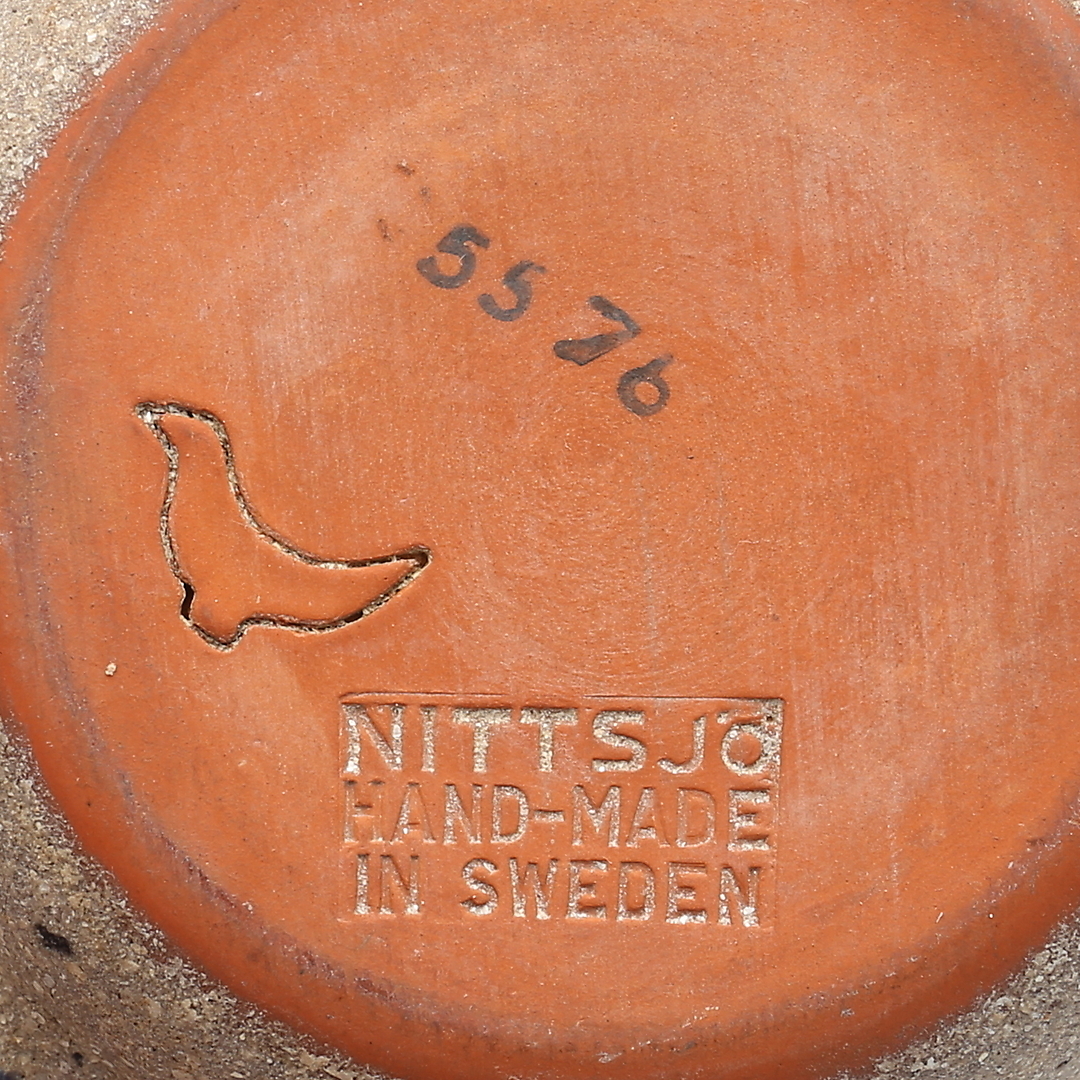 5576
NITTSJÖ
HAND-MADE
IN SWEDEN